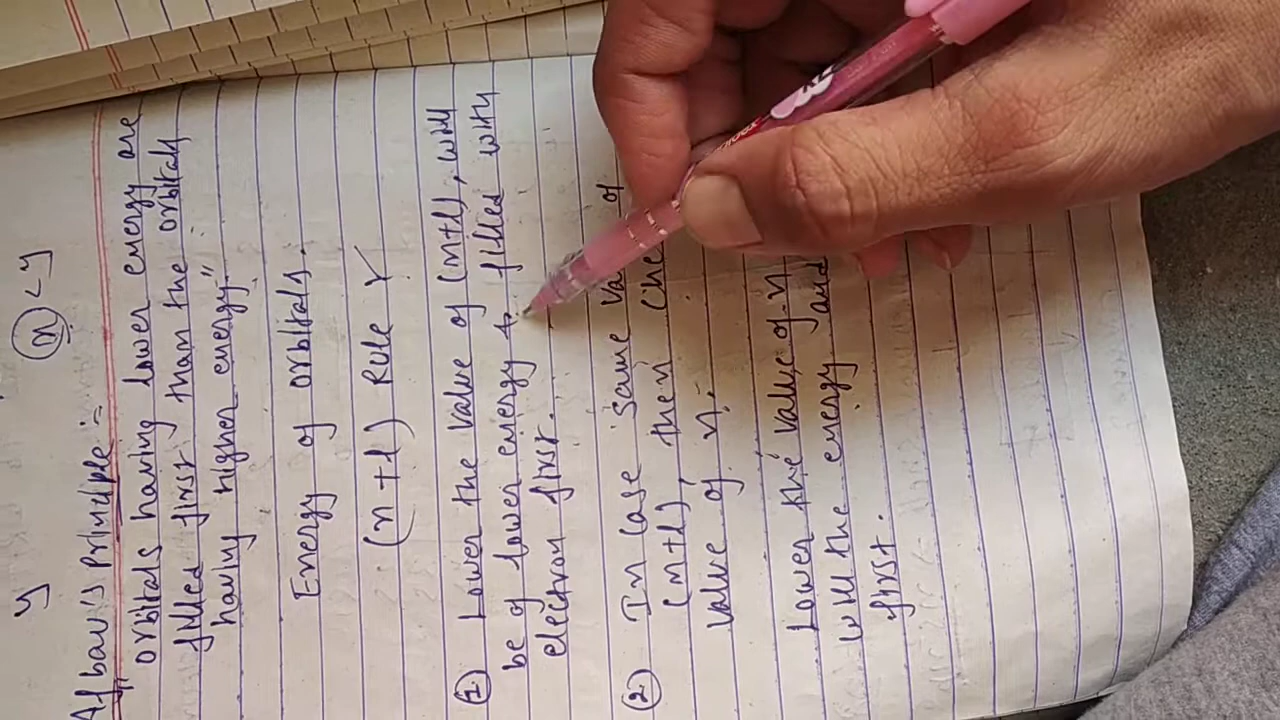 y (n) < y
Afbau's principle :-
orbitals having lower energy are
filled first than the orbitals
having higher energy."
Energy of orbitals.
(n+l) Rule
(1) Lower the value of (n+l), will
be of lower energy & filled with
electron first.
(2) In case same va of
(n+l), then
value of n.
Lower the value of n
will the energy and
first.